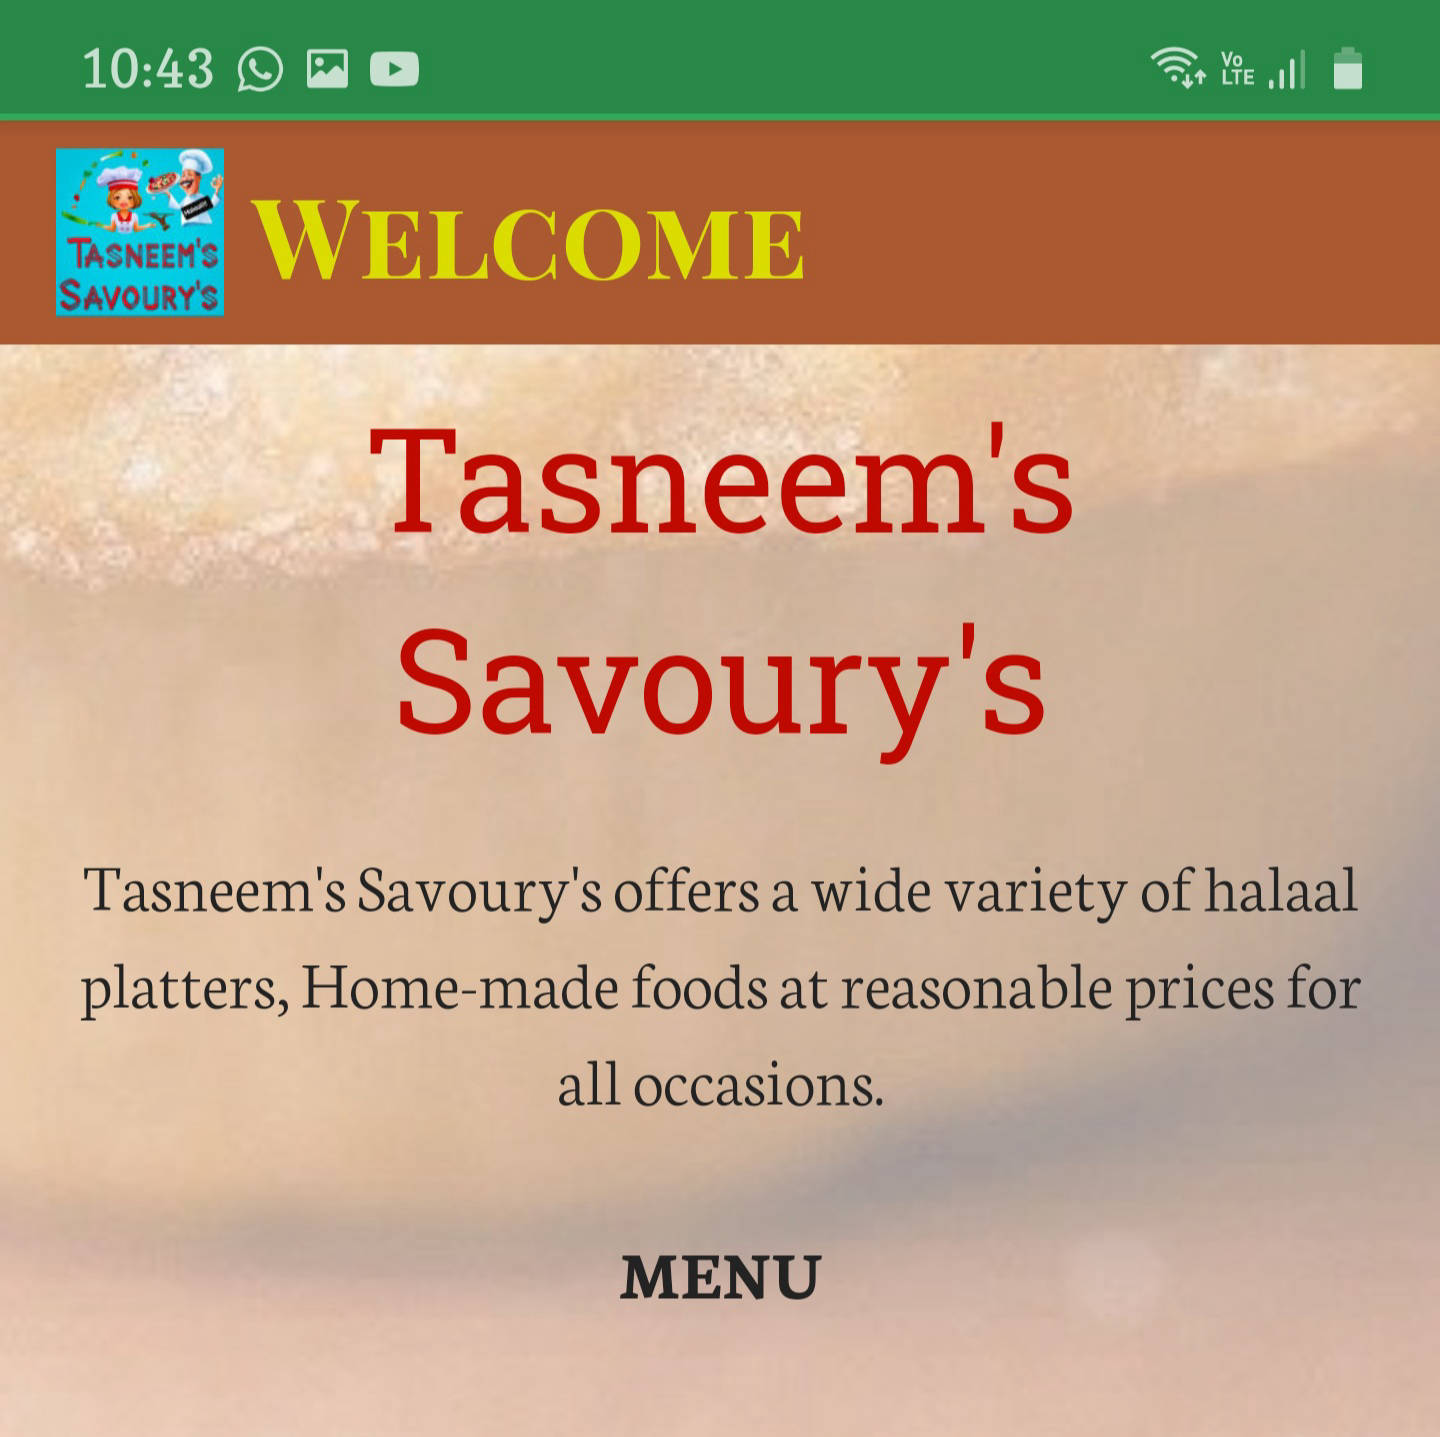 10:43
Vo
LTE
TASNEEM'S
SAVOURY'S
WELCOME
Tasneem's
Savoury's
Tasneem's Savoury's offers a wide variety of halaal
platters, Home-made foods at reasonable prices for
all occasions.
MENU